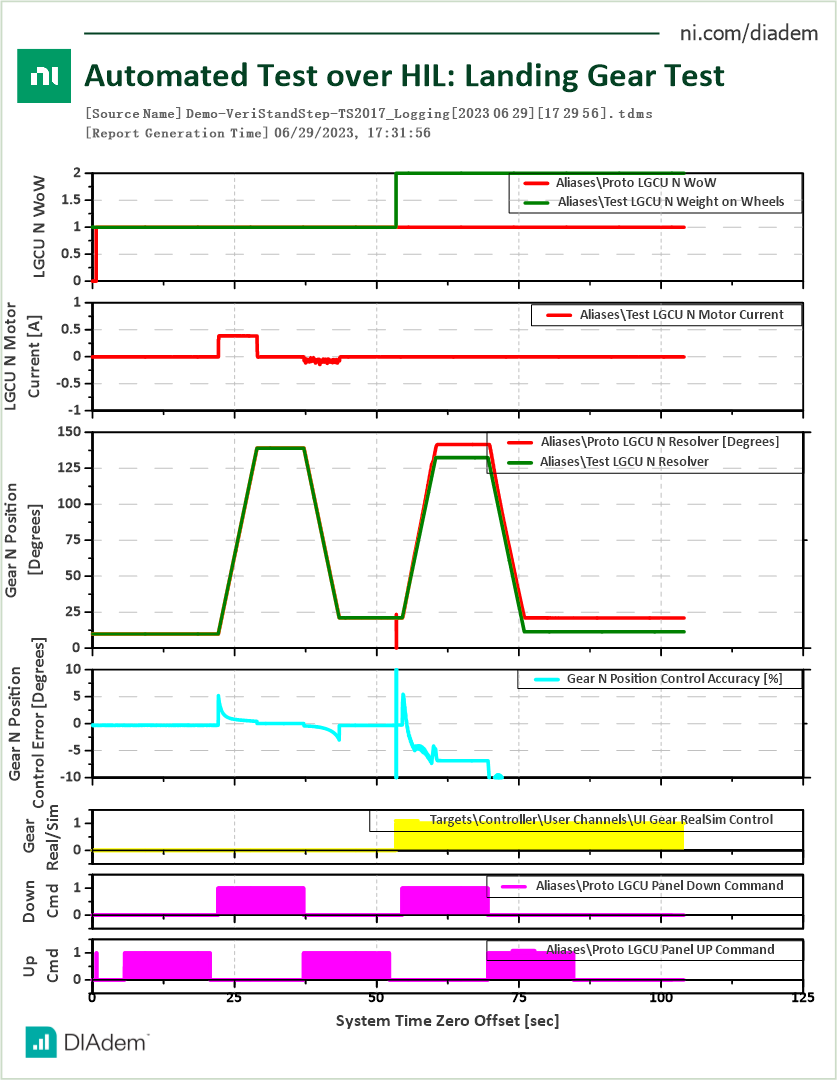 ni.com/diadem
ni
Automated Test over HIL: Landing Gear Test
[Source Name] Demo-VeriStandStep-TS2017_Logging[2023 06 29][17 29 56].tdms
[Report Generation Time] 06/29/2023, 17:31:56
LGCU N WoW
2
1.5
1
0.5
0
Aliases\Proto LGCU N WoW
Aliases\Test LGCU N Weight on Wheels
LGCU N Motor
Current [A]
1
0.5
0
-0.5
-1
Aliases\Test LGCU N Motor Current
Gear N Position
[Degrees]
150
125
100
75
50
25
0
Aliases\Proto LGCU N Resolver [Degrees]
Aliases\Test LGCU N Resolver
Gear N Position
Control Error [Degrees]
10
5
0
-5
-10
Gear N Position Control Accuracy [%]
Gear
Real/Sim
1
0
Targets\Controller\User Channels\UI Gear RealSim Control
Down
Cmd
1
0
Aliases\Proto LGCU Panel Down Command
Up
Cmd
1
0
Aliases\Proto LGCU Panel UP Command
0 25 50 75 100 125
System Time Zero Offset [sec]
DIAdem™